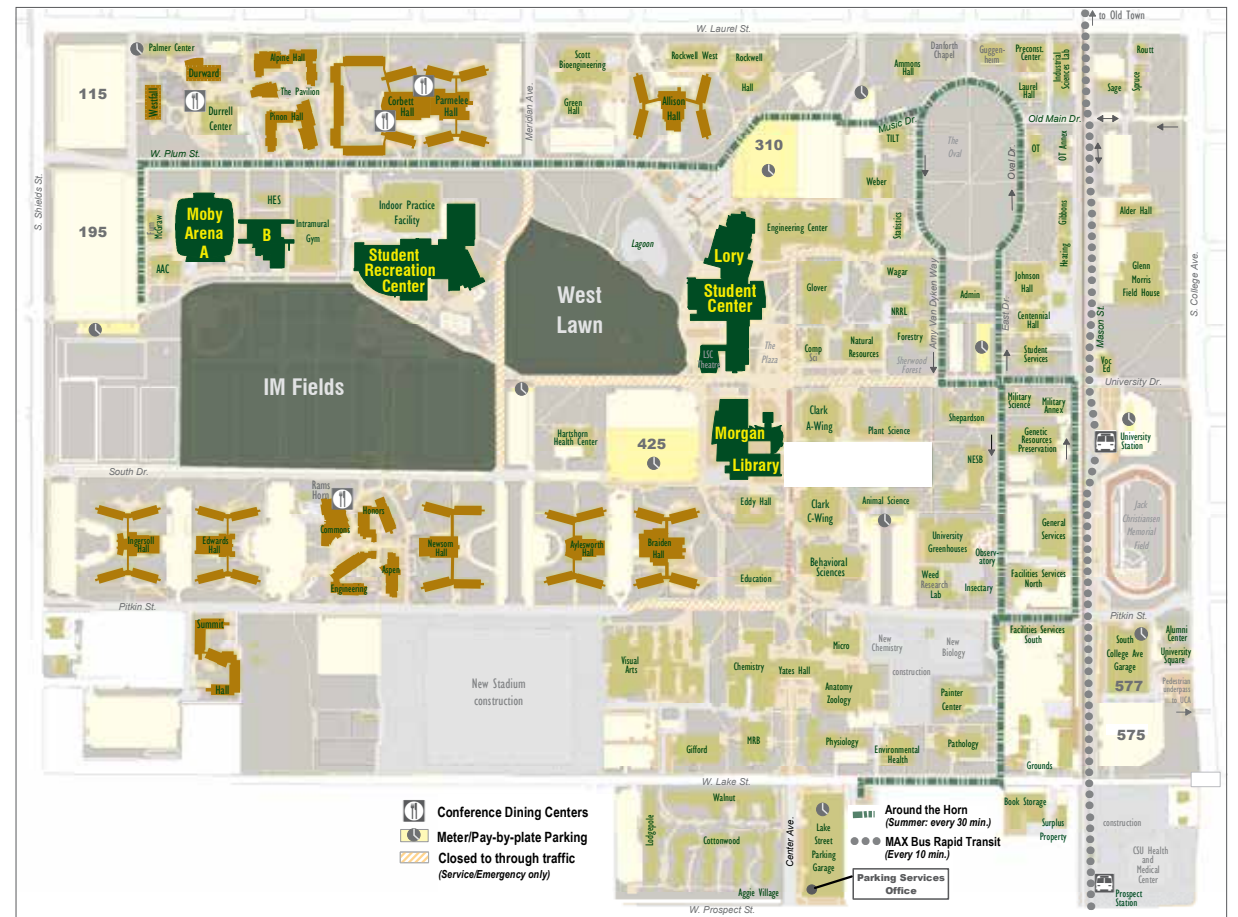 to Old Town
W. Laurel St.
Palmer Center
Durward
Westfall
Durrell
Center
Alpine Hall
The Pavilion
Pinon Hall
Corbett
Hall
Parmelee
Hall
Meridian Ave.
Scott
Bioengineering
Green
Hall
Rockwell West
Rockwell
Hall
Allison
Hall
Ammons
Hall
Danforth
Chapel
Guggen-
heim
Preconst.
Center
Industrial
Sciences Lab
Laurel
Hall
Routt
Spruce
Sage
115
W. Plum St.
310
Music Dr.
TILT
The
Oval
Oval Dr.
Old Main Dr.
OT
OT Annex
S. Shields St.
195
McGraw
AAC
Moby
Arena
A
HES
B
Intramural
Gym
Indoor Practice
Facility
Student
Recreation
Center
Lagoon
West
Lawn
Lory
Student
Center
LSC
Theatre
The
Plaza
Engineering Center
Weber
Statistics
Glover
Wagar
NRRL
Forestry
Comp
Sci
Natural
Resources
Sherwood
Forest
Amy Van Dyken Way
Admin
East Dr.
Gibbons
Heating
Johnson
Hall
Centennial
Hall
Student
Services
Alder Hall
Glenn
Morris
Field House
S. College Ave.
Mason St.
Voc
Ed
University Dr.
IM Fields
Hartshorn
Health Center
425
Morgan
Library
Clark
A-Wing
Plant Science
Shepardson
NESB
Military
Science
Military
Annex
Genetic
Resources
Preservation
University
Station
South Dr.
Rams
Horn
Commons
Honors
Ingersoll
Hall
Edwards
Hall
Engineering
Aspen
Newsom
Hall
Aylesworth
Hall
Braiden
Hall
Eddy Hall
Education
Clark
C-Wing
Behavioral
Sciences
Animal Science
University
Greenhouses
Observ-
atory
Weed
Research
Lab
Insectary
General
Services
Facilities Services
North
Jack
Christiansen
Memorial
Field
Pitkin St.
Pitkin St.
Summit
Hall
New Stadium
construction
Visual
Arts
Chemistry
Yates Hall
Micro
Anatomy
Zoology
New
Chemistry
New
Biology
construction
Painter
Center
Gifford
MRB
Physiology
Environmental
Health
Pathology
Facilities Services
South
Grounds
South
College Ave
Garage
577
Alumni
Center
University
Square
Pedestrian
underpass
to UCA
575
W. Lake St.
Walnut
Lodgepole
Cottonwood
Aggie Village
Center Ave.
Lake
Street
Parking
Garage
Book Storage
Surplus
Property
construction
CSU Health
and
Medical
Center
Prospect
Station
W. Prospect St.
Conference Dining Centers
Meter/Pay-by-plate Parking
Closed to through traffic
(Service/Emergency only)
Around the Horn
(Summer: every 30 min.)
MAX Bus Rapid Transit
(Every 10 min.)
Parking Services
Office